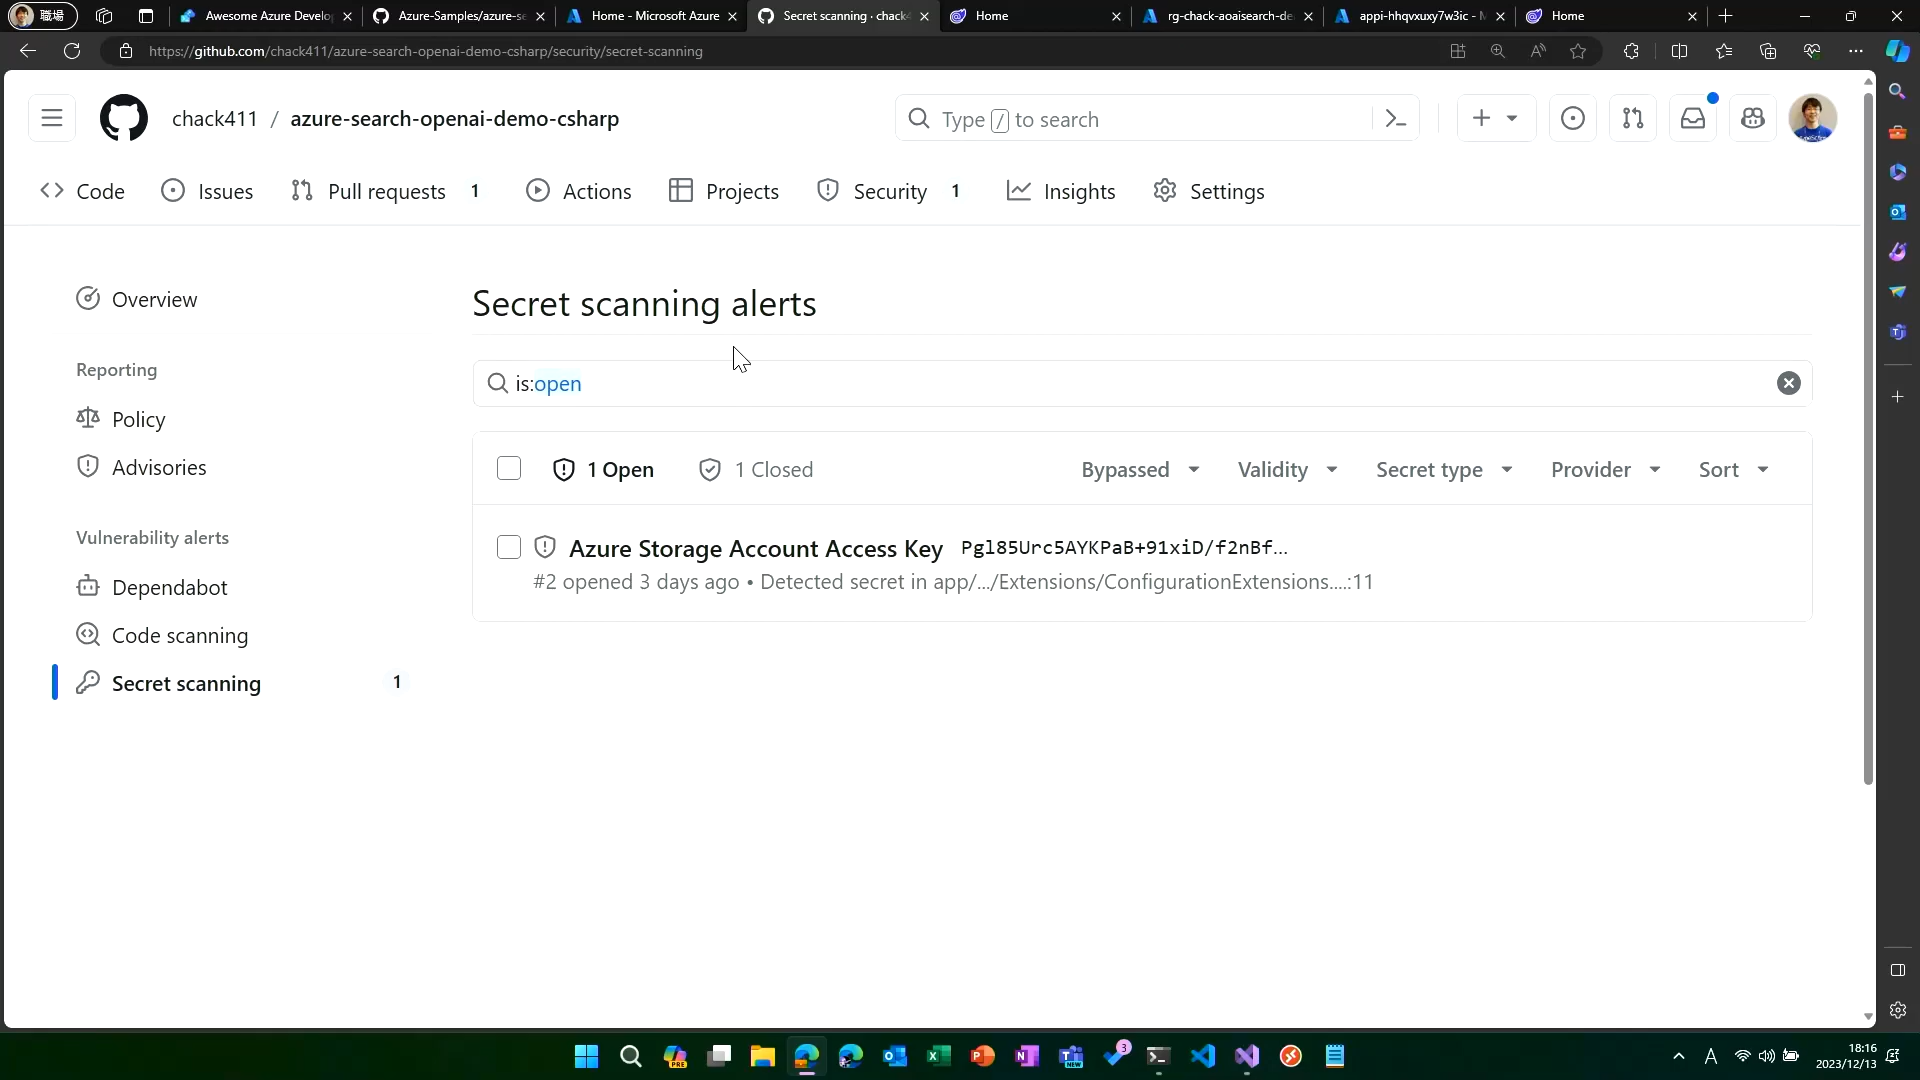 職場
Awesome Azure Develo
Azure-Samples/azure-se
Home - Microsoft Azure
Secret scanning · chack4
Home
rg-chack-aoaisearch-de
appi-hhqvxuxy7w3ic - M
Home
https://github.com/chack411/azure-search-openai-demo-csharp/security/secret-scanning
chack411 / azure-search-openai-demo-csharp
Type / to search
Code
Issues
Pull requests 1
Actions
Projects
Security 1
Insights
Settings
Overview
Reporting
Policy
Advisories
Vulnerability alerts
Dependabot
Code scanning
Secret scanning 1
Secret scanning alerts
is:open
1 Open
1 Closed
Bypassed
Validity
Secret type
Provider
Sort
Azure Storage Account Access Key Pgl85Urc5AYKPaB+91xiD/f2nBf...
#2 opened 3 days ago • Detected secret in app/.../Extensions/ConfigurationExtensions....:11
PRE
NEW
3
A
18:16
2023/12/13